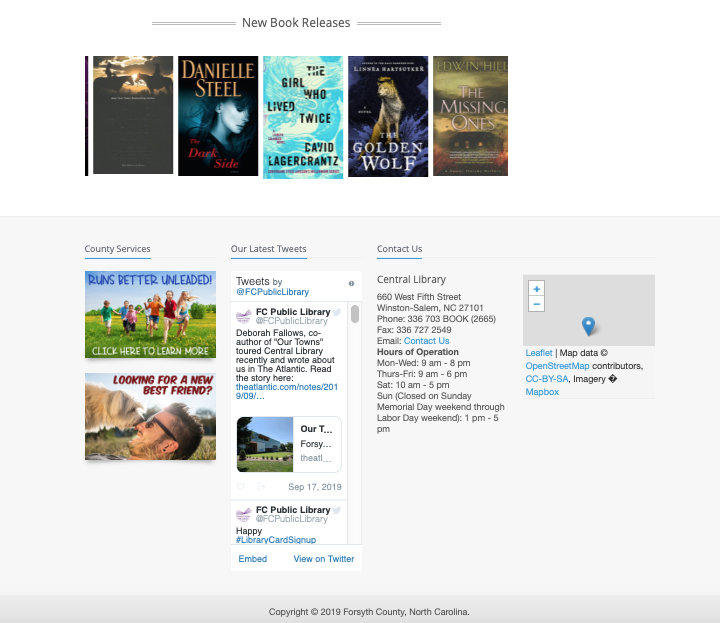 New Book Releases
DANIELLE
STEEL
The
Dark
Side
THE
GIRL
WHO
LIVED
TWICE
DAVID
LAGERCRANTZ
LINNEA HARTSUYKER
A NOVEL
THE
GOLDEN
WOLF
EDWIN HILL
THE
MISSING
ONES
County Services
RUNS BETTER UNLEADED!
CLICK HERE TO LEARN MORE
LOOKING FOR A NEW
BEST FRIEND?
Our Latest Tweets
Tweets by
@FCPublicLibrary
FC Public Library
@FCPublicLibrary
Deborah Fallows, co-
author of "Our Towns"
toured Central Library
recently and wrote about
us in The Atlantic. Read
the story here:
theatlantic.com/notes/201
9/09/…
Our T…
Forsy…
theatl…
Sep 17, 2019
FC Public Library
@FCPublicLibrary
Happy
#LibraryCardSignup
Embed View on Twitter
Contact Us
Central Library
660 West Fifth Street
Winston-Salem, NC 27101
Phone: 336 703 BOOK (2665)
Fax: 336 727 2549
Email: Contact Us
Hours of Operation
Mon-Wed: 9 am - 8 pm
Thurs-Fri: 9 am - 6 pm
Sat: 10 am - 5 pm
Sun (Closed on Sunday
Memorial Day weekend through
Labor Day weekend): 1 pm - 5
pm
+
−
Leaflet | Map data ©
OpenStreetMap contributors,
CC-BY-SA, Imagery �
Mapbox
Copyright © 2019 Forsyth County, North Carolina.